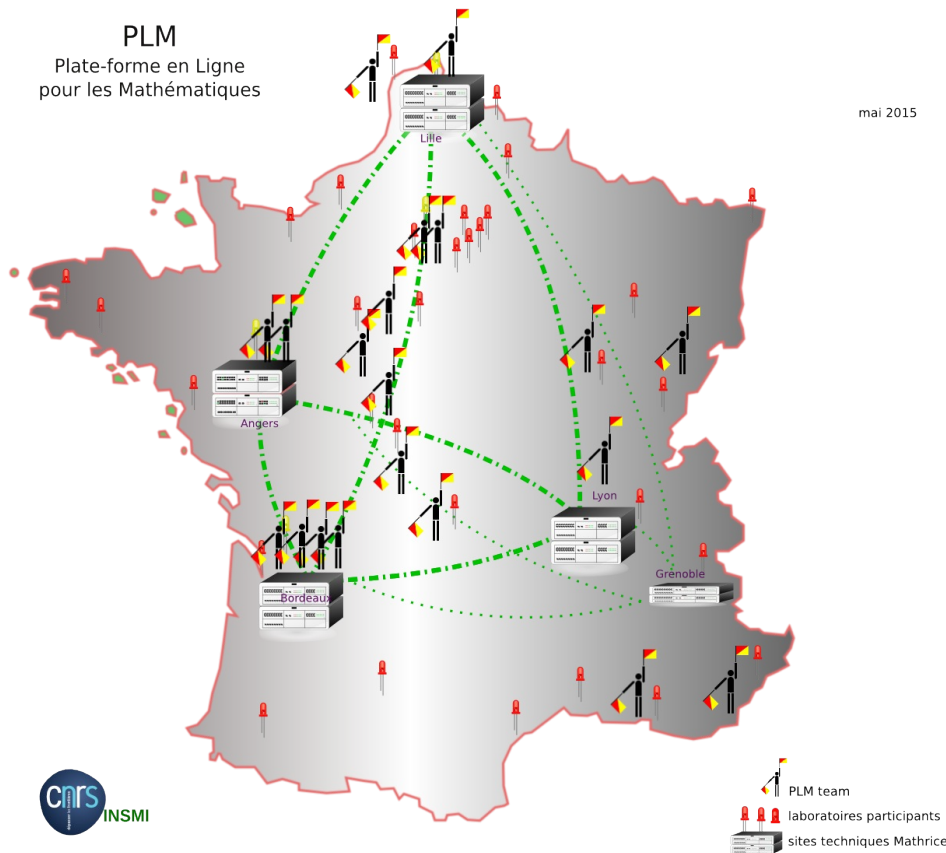 PLM
Plate-forme en Ligne
pour les Mathématiques
mai 2015
Lille
Angers
Lyon
Grenoble
Bordeaux
cnrs
INSMI
PLM team
laboratoires participants
sites techniques Mathrice